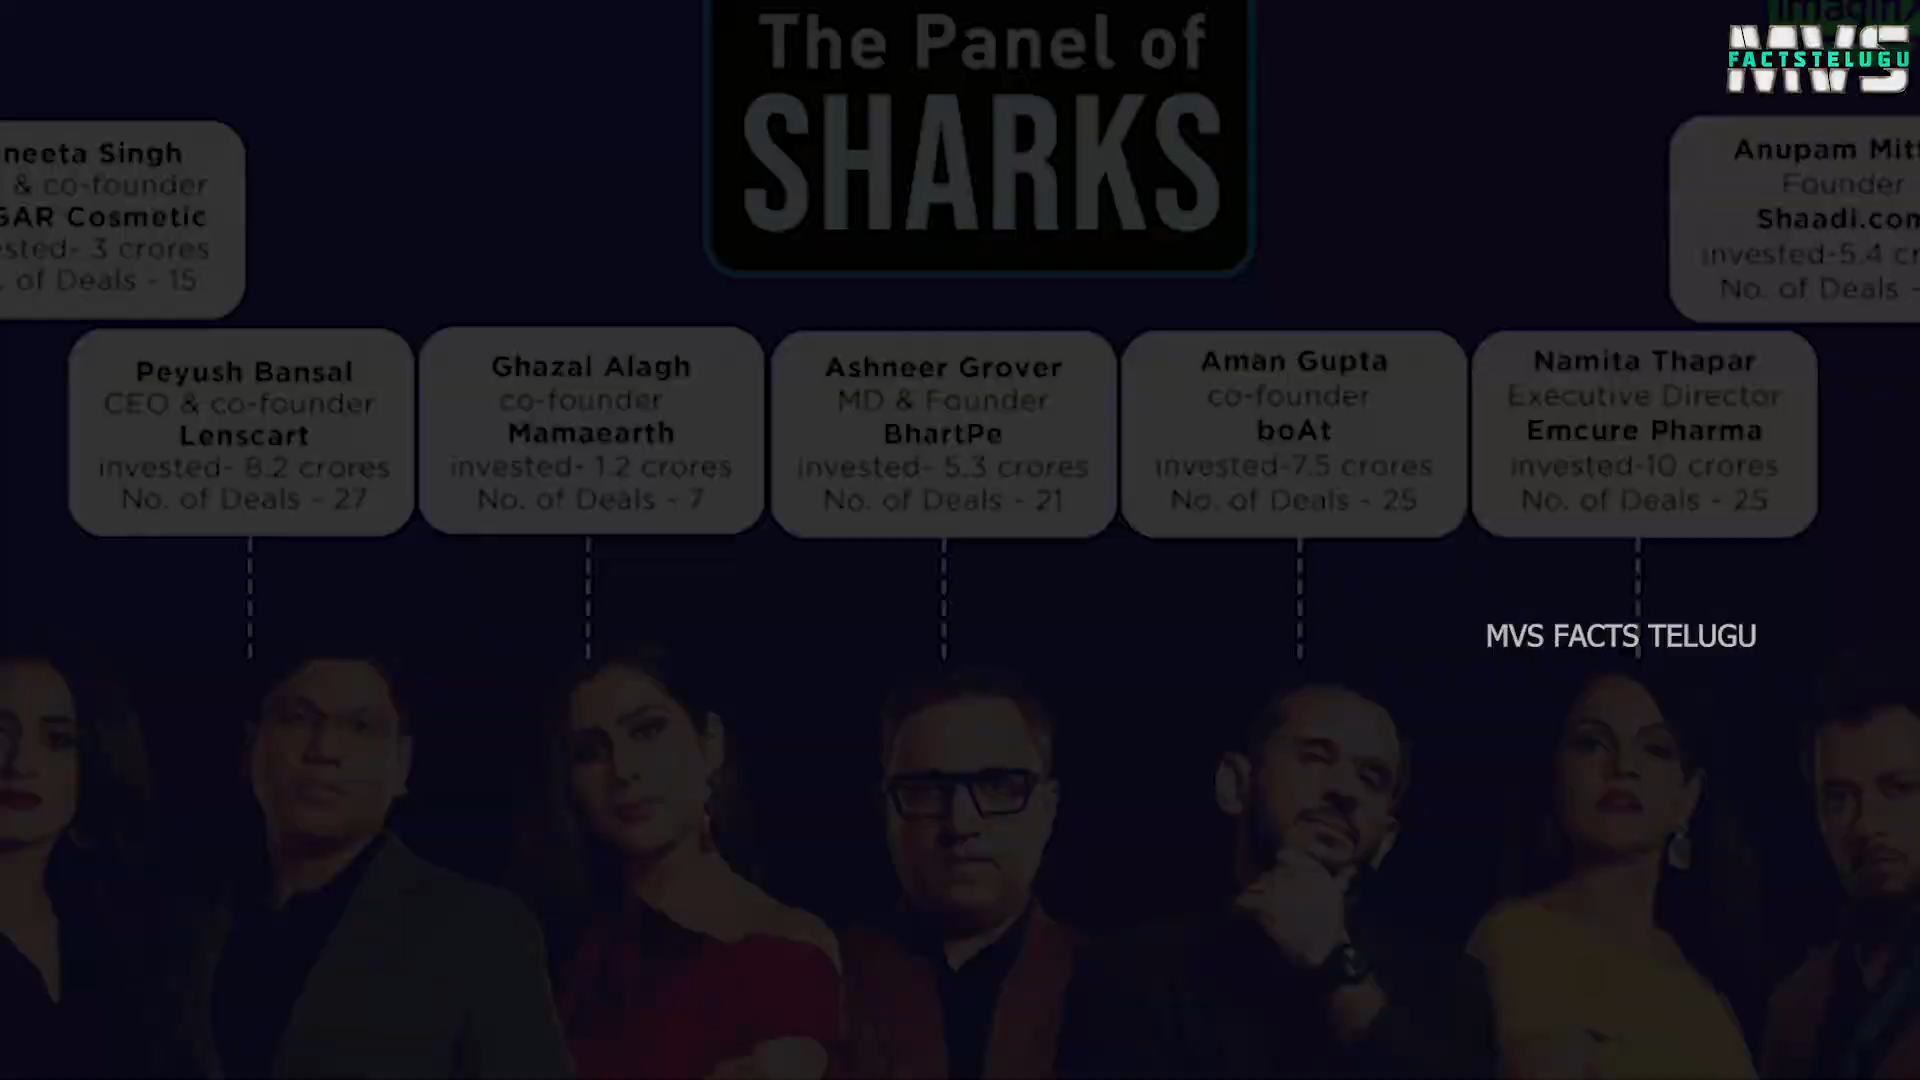 The Panel of
SHARKS
MVS
FACTSTELUGU
neeta Singh
& co-founder
GAR Cosmetic
sted- 3 crores
. of Deals - 15
Anupam Mitt
Founder
Shaadi.com
invested-5.4 cr
No. of Deals -
Peyush Bansal
CEO & co-founder
Lenscart
invested- 8.2 crores
No. of Deals - 27
Ghazal Alagh
co-founder
Mamaearth
invested- 1.2 crores
No. of Deals - 7
Ashneer Grover
MD & Founder
BhartPe
invested- 5.3 crores
No. of Deals - 21
Aman Gupta
co-founder
boAt
invested-7.5 crores
No. of Deals - 25
Namita Thapar
Executive Director
Emcure Pharma
invested-10 crores
No. of Deals - 25
MVS FACTS TELUGU